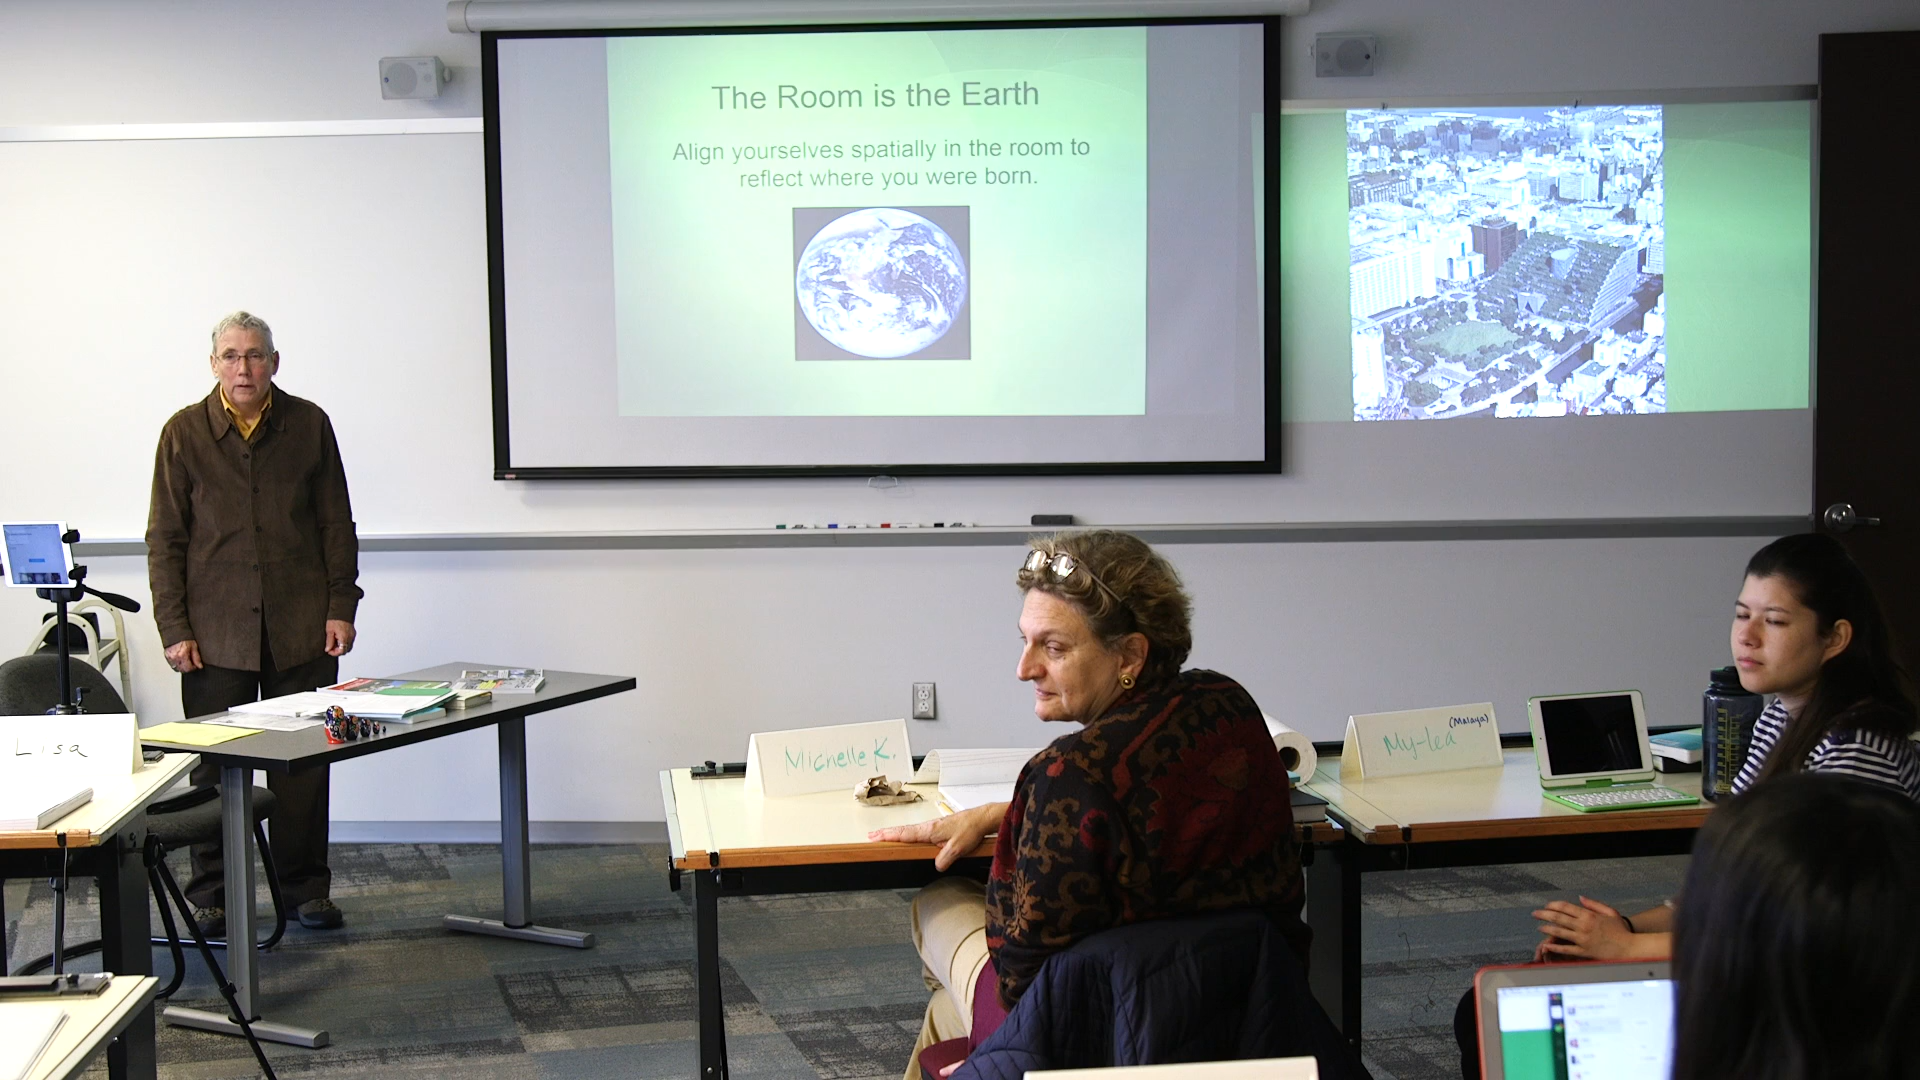 The Room is the Earth
Align yourselves spatially in the room to
reflect where you were born.
Lisa
Michelle K.
(Malaya)
My-Lea